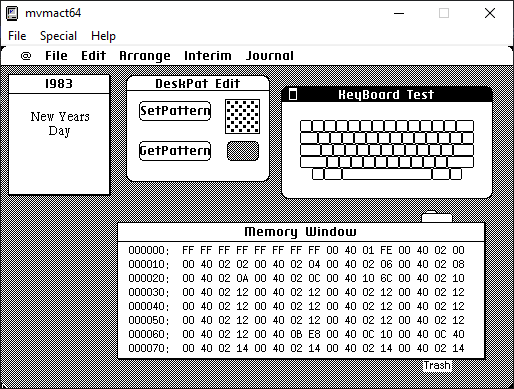 mvmact64
File Special Help
@ File Edit Arrange Interim Journal
1983
New Years
Day
DeskPat Edit
SetPattern
GetPattern
KeyBoard Test
Memory Window
000000; FF FF FF FF FF FF FF FF 00 40 01 FE 00 40 02 00
000010; 00 40 02 02 00 40 02 04 00 40 02 06 00 40 02 08
000020; 00 40 02 0A 00 40 02 0C 00 40 10 6C 00 40 02 10
000030; 00 40 02 12 00 40 02 12 00 40 02 12 00 40 02 12
000040; 00 40 02 12 00 40 02 12 00 40 02 12 00 40 02 12
000050; 00 40 02 12 00 40 02 12 00 40 02 12 00 40 02 12
000060; 00 40 02 12 00 40 0B E8 00 40 0C 10 00 40 0C 40
000070; 00 40 02 14 00 40 02 14 00 40 02 14 00 40 02 14
Trash